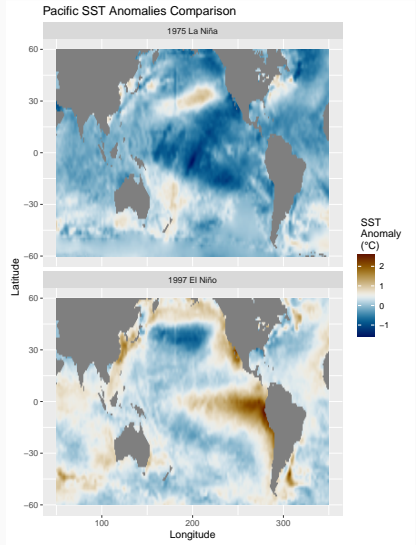 Pacific SST Anomalies Comparison
1975 La Niña
60
30
0
−30
−60
1997 El Niño
60
30
0
−30
−60
100
200
300
Longitude
Latitude
SST
Anomaly
(°C)
2
1
0
−1